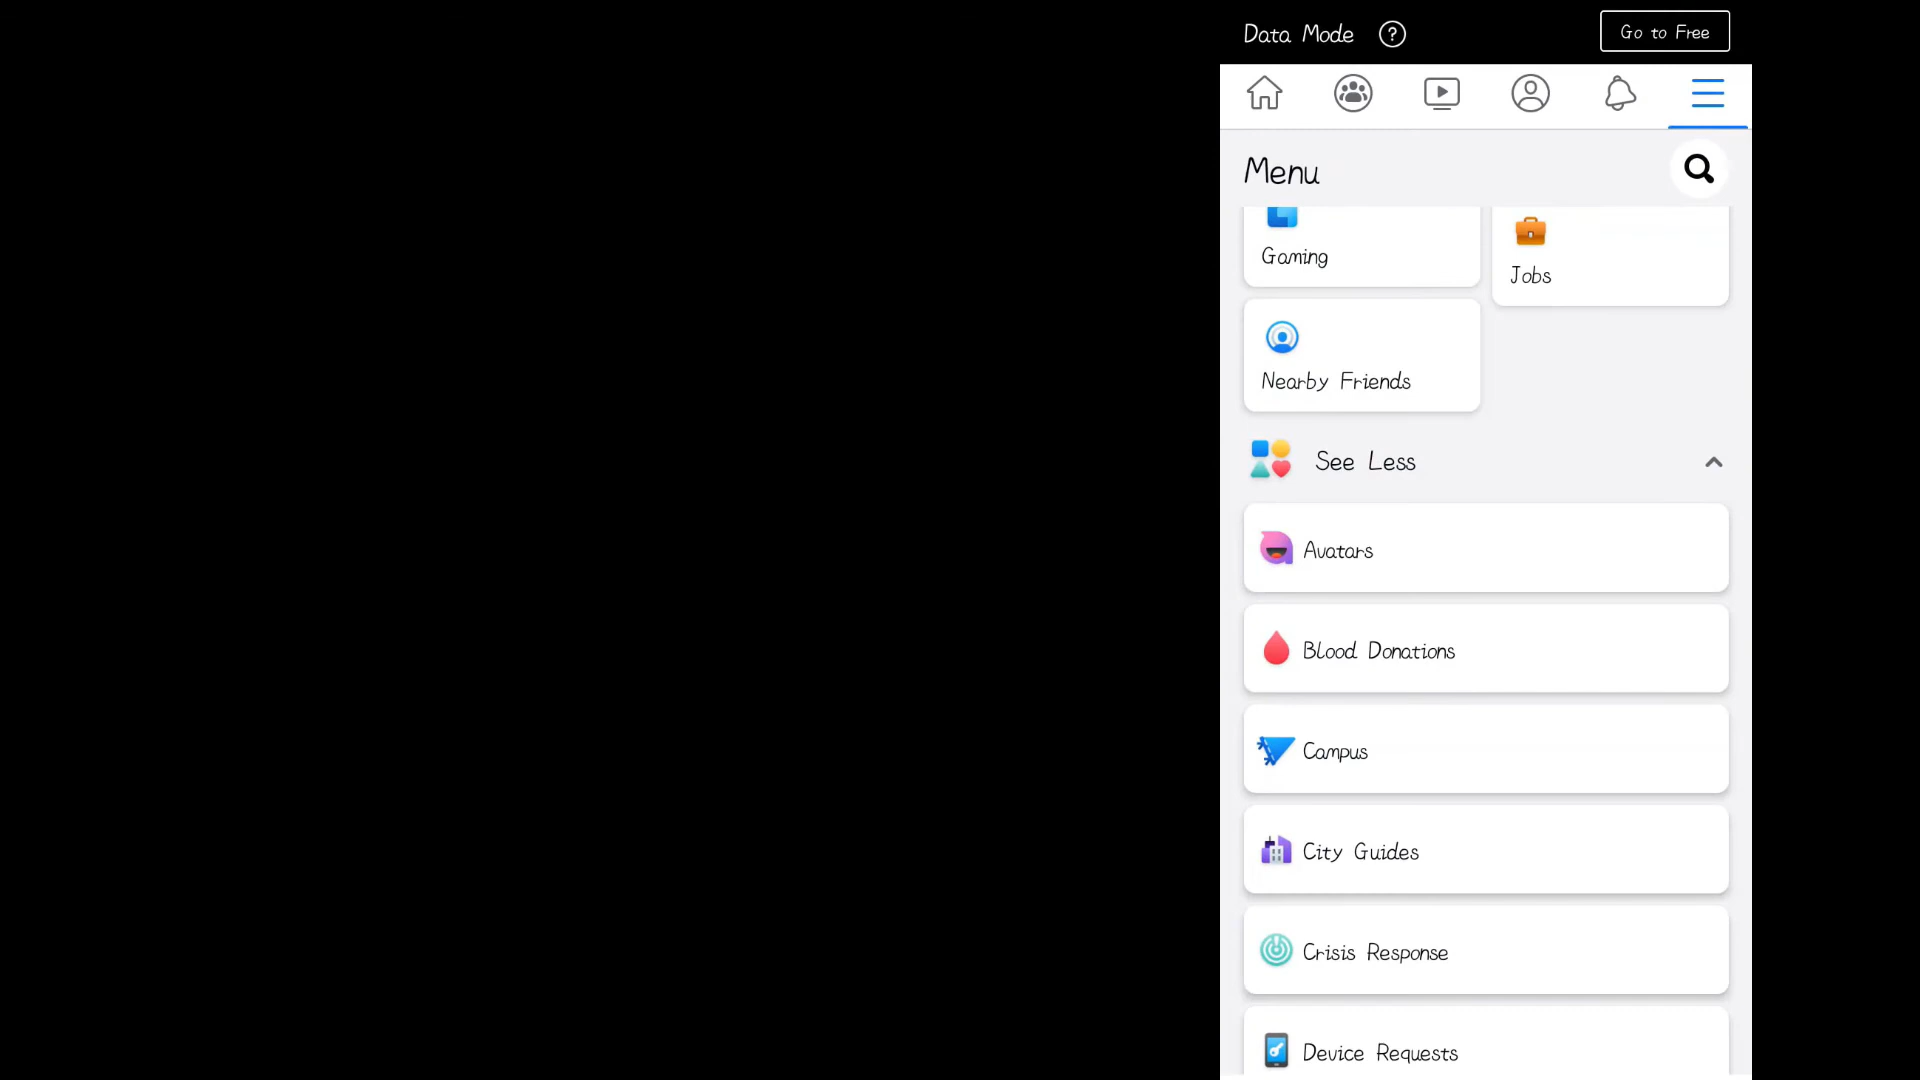 Data Mode ?
Go to Free
Menu
Gaming
Jobs
Nearby Friends
See Less
Avatars
Blood Donations
Campus
City Guides
Crisis Response
Device Requests